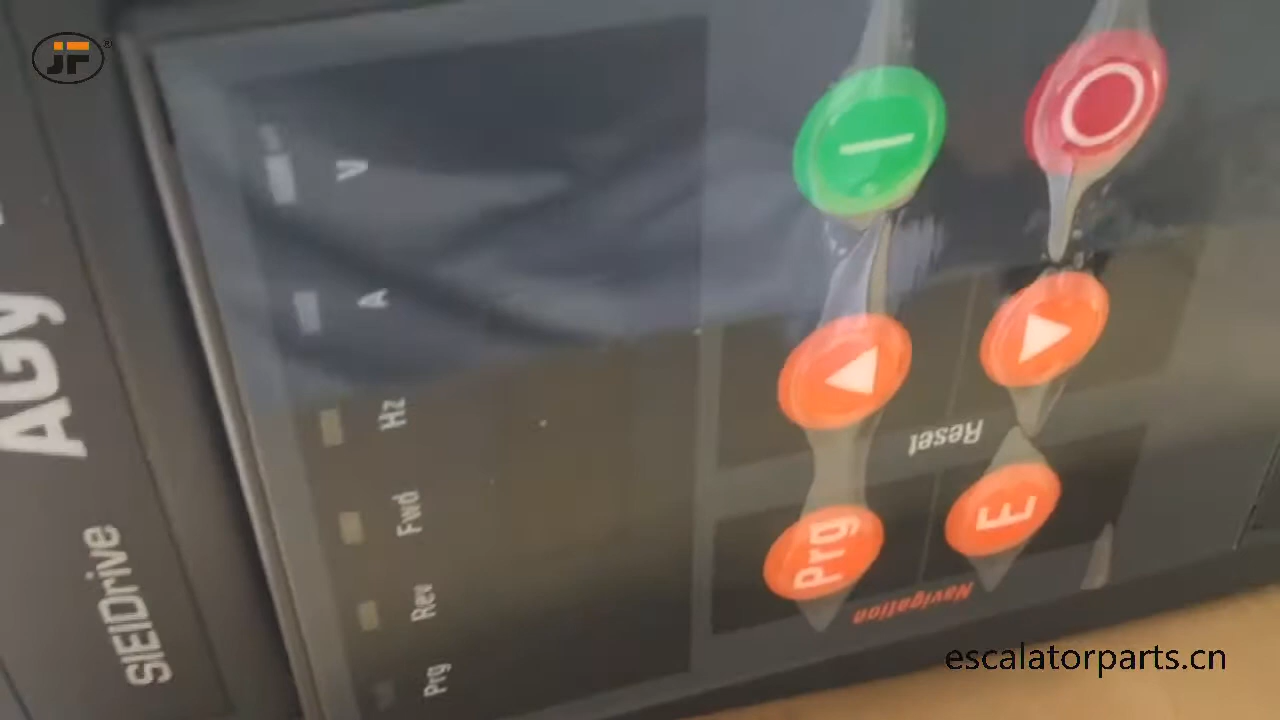 JF
SIEIDrive
AGy
Prg
Rev
Fwd
Hz
A
V
Navigation
Prg
E
Reset
escalatorparts.cn